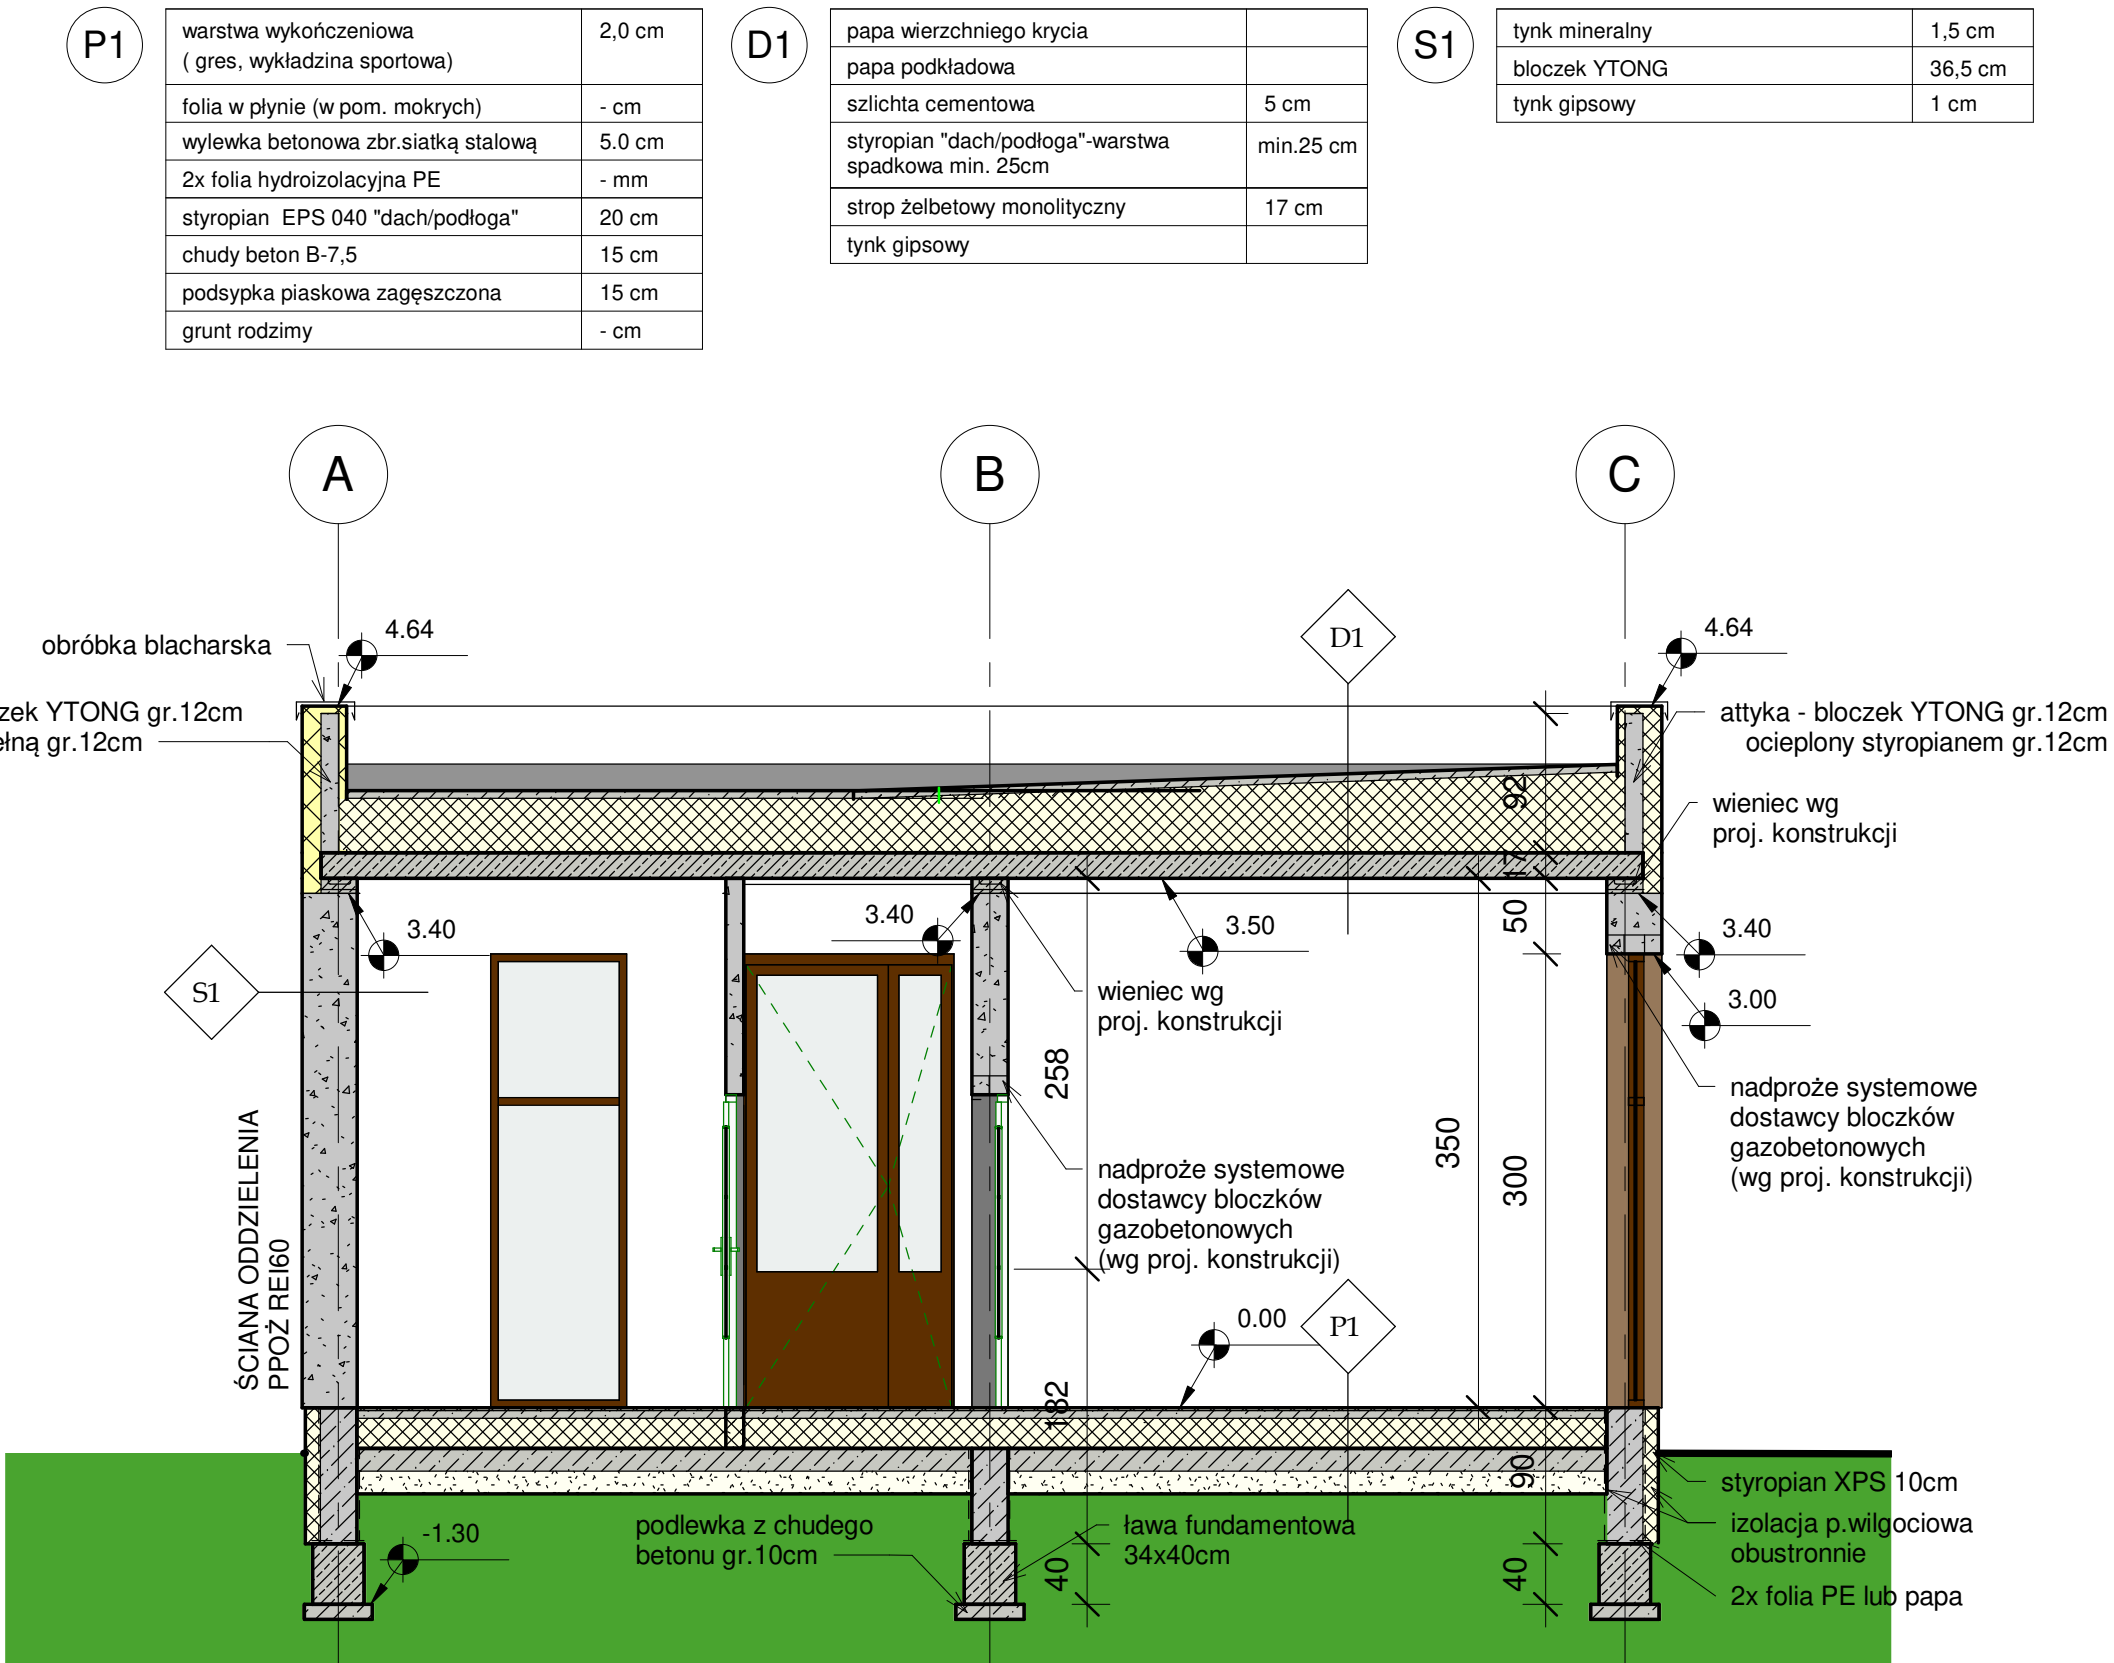 P1
warstwa wykończeniowa 2,0 cm
( gres, wykładzina sportowa)
folia w płynie (w pom. mokrych) - cm
wylewka betonowa zbr.siatką stalową 5.0 cm
2x folia hydroizolacyjna PE - mm
styropian EPS 040 "dach/podłoga" 20 cm
chudy beton B-7,5 15 cm
podsypka piaskowa zagęszczona 15 cm
grunt rodzimy - cm
D1
papa wierzchniego krycia
papa podkładowa
szlichta cementowa 5 cm
styropian "dach/podłoga"-warstwa min.25 cm
spadkowa min. 25cm
strop żelbetowy monolityczny 17 cm
tynk gipsowy
S1
tynk mineralny 1,5 cm
bloczek YTONG 36,5 cm
tynk gipsowy 1 cm
A
B
C
obróbka blacharska
4.64
D1
4.64
zek YTONG gr.12cm
ełną gr.12cm
attyka - bloczek YTONG gr.12cm
ocieplony styropianem gr.12cm
92
wieniec wg
proj. konstrukcji
17
50
3.40
3.40
3.50
3.40
S1
wieniec wg
proj. konstrukcji
3.00
258
350
300
nadproże systemowe
dostawcy bloczków
gazobetonowych
(wg proj. konstrukcji)
nadproże systemowe
dostawcy bloczków
gazobetonowych
(wg proj. konstrukcji)
ŚCIANA ODDZIELENIA
PPOŻ REI60
0.00
P1
182
90
styropian XPS 10cm
izolacja p.wilgociowa
obustronnie
2x folia PE lub papa
-1.30
podlewka z chudego
betonu gr.10cm
ława fundamentowa
34x40cm
40
40